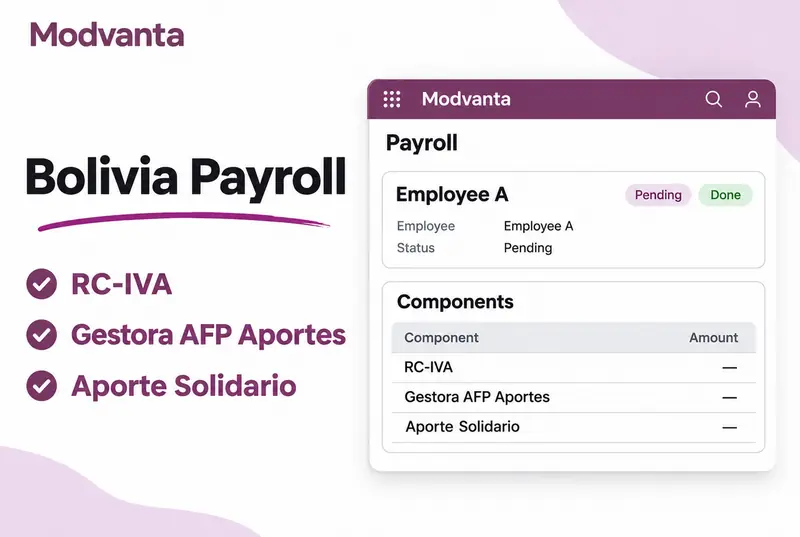 Modvanta
Bolivia Payroll
RC-IVA
Gestora AFP Aportes
Aporte Solidario
Modvanta
Payroll
Employee A Pending Done
Employee Employee A
Status Pending
Components
Component Amount
RC-IVA —
Gestora AFP Aportes —
Aporte Solidario —